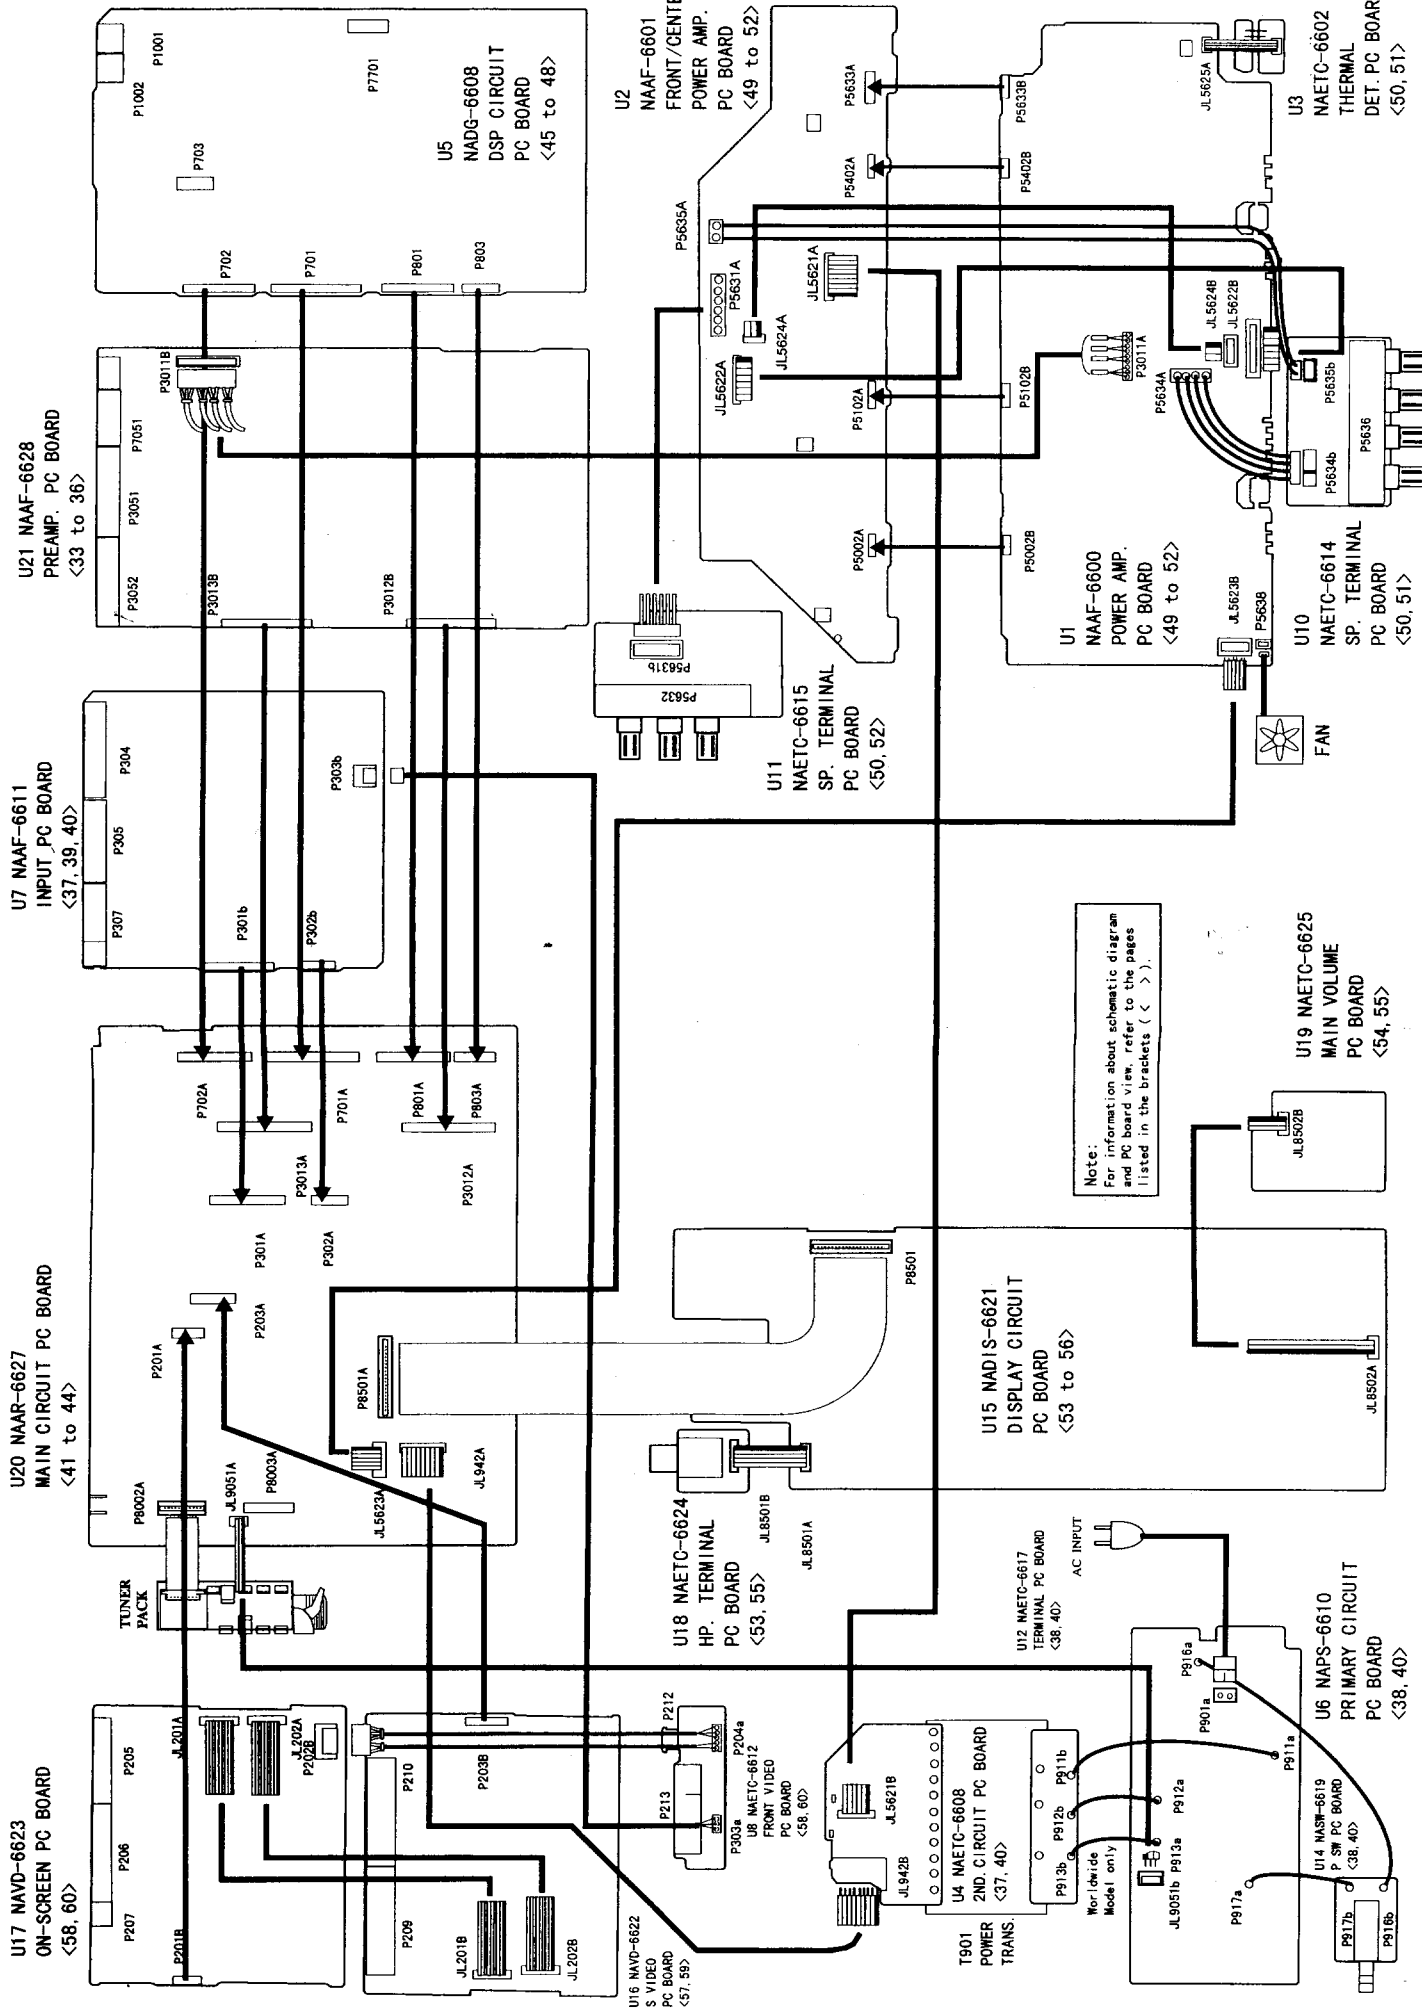 U17 NAVD-6623
ON-SCREEN PC BOARD
<58, 60>
P207
P206
P205
P201B
JL201A
JL202A
P202B
P209
P210
P203B
JL201B
JL202B
U16 NAVD-6622
S VIDEO
PC BOARD
<57, 59>
P212
P213
P204a
P303a
U8 NAETC-6612
FRONT VIDEO
PC BOARD
<58, 60>
TUNER
PACK
U20 NAAR-6627
MAIN CIRCUIT PC BOARD
<41 to 44>
P8002A
JL9051A
P8003A
P201A
P203A
P301A
P302A
P3013A
P3012A
P702A
P701A
P801A
P803A
P8501A
JL5623A
JL942A
U7 NAAF-6611
INPUT PC BOARD
<37, 39, 40>
P307
P305
P304
P301b
P302b
P303b
U21 NAAF-6628
PREAMP. PC BOARD
<33 to 36>
P3052
P3051
P7051
P3013B
P3012B
P3011B
P1001
P1002
P703
P7701
P702
P701
P801
P803
U5
NADG-6608
DSP CIRCUIT
PC BOARD
<45 to 48>
U2
NAAF-6601
FRONT/CENTE
POWER AMP.
PC BOARD
<49 to 52>
P5633A
P5402A
P5635A
P5631A
JL5621A
JL5624A
JL5622A
P5102A
P5002A
P5633B
P5402B
P5102B
P5002B
JL5625A
U3
NAETC-6602
THERMAL
DET. PC BOAR
<50, 51>
P3011A
P5634A
JL5624B
JL5622B
U1
NAAF-6600
POWER AMP.
PC BOARD
<49 to 52>
JL5623B
P5638
FAN
P5635b
P5636
P5634b
U10
NAETC-6614
SP. TERMINAL
PC BOARD
<50, 51>
P5631b
P5632
U11
NAETC-6615
SP. TERMINAL
PC BOARD
<50, 52>
Note:
For information about schematic diagram
and PC board view, refer to the pages
listed in the brackets ( < > ).
U19 NAETC-6625
MAIN VOLUME
PC BOARD
<54, 55>
JL8502B
JL8502A
P8501
U15 NADIS-6621
DISPLAY CIRCUIT
PC BOARD
<53 to 56>
U18 NAETC-6624
HP. TERMINAL
PC BOARD
<53, 55>
JL8501B
JL8501A
JL5621B
JL942B
U4 NAETC-6608
2ND. CIRCUIT PC BOARD
<37, 40>
T901
POWER
TRANS.
P911b
P912b
P913b
Worldwide
Model only
U12 NAETC-6617
TERMINAL PC BOARD
<38, 40>
AC INPUT
P916a
P901a
P911a
P912a
P913a
JL9051b
P917a
U6 NAPS-6610
PRIMARY CIRCUIT
PC BOARD
<38, 40>
U14 NASW-6619
P SW PC BOARD
<38, 40>
P917b
P916b